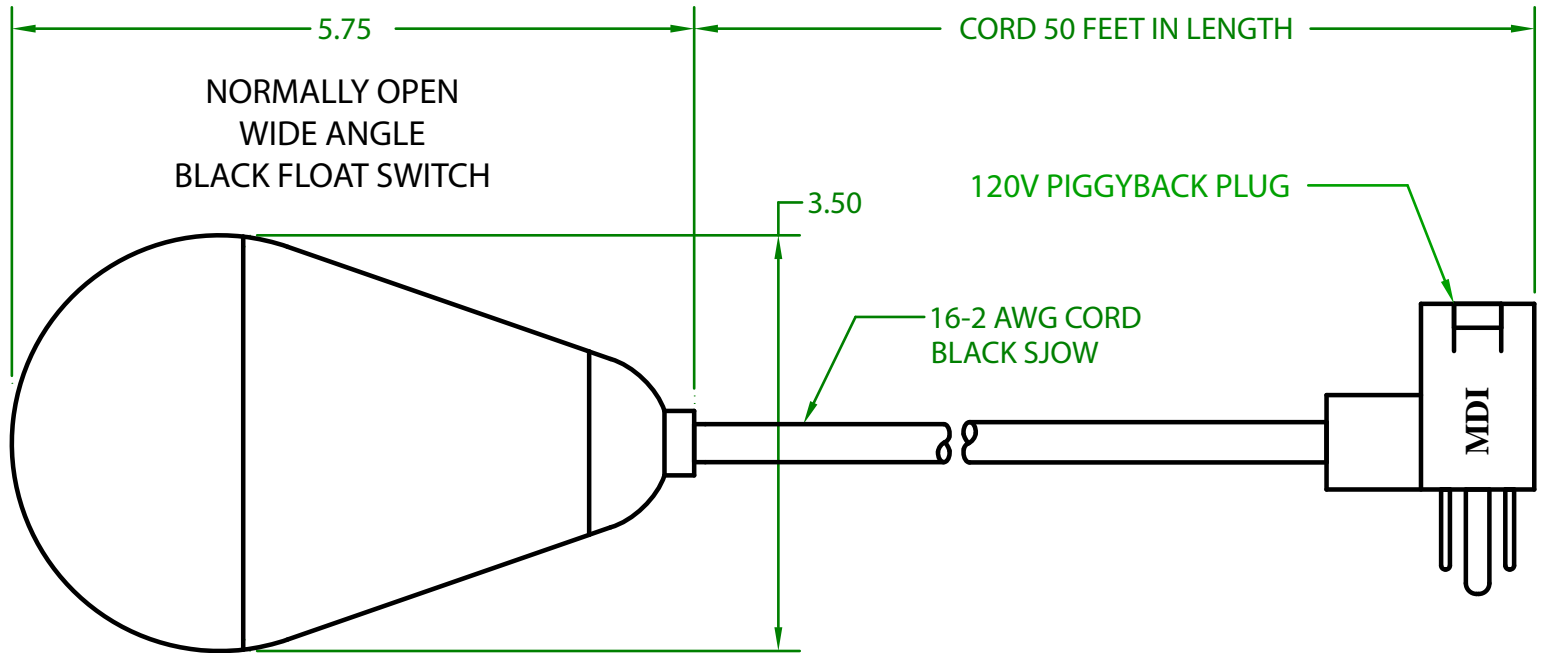 5.75
CORD 50 FEET IN LENGTH
NORMALLY OPEN
WIDE ANGLE
BLACK FLOAT SWITCH
120V PIGGYBACK PLUG
3.50
16-2 AWG CORD
BLACK SJOW
MDI